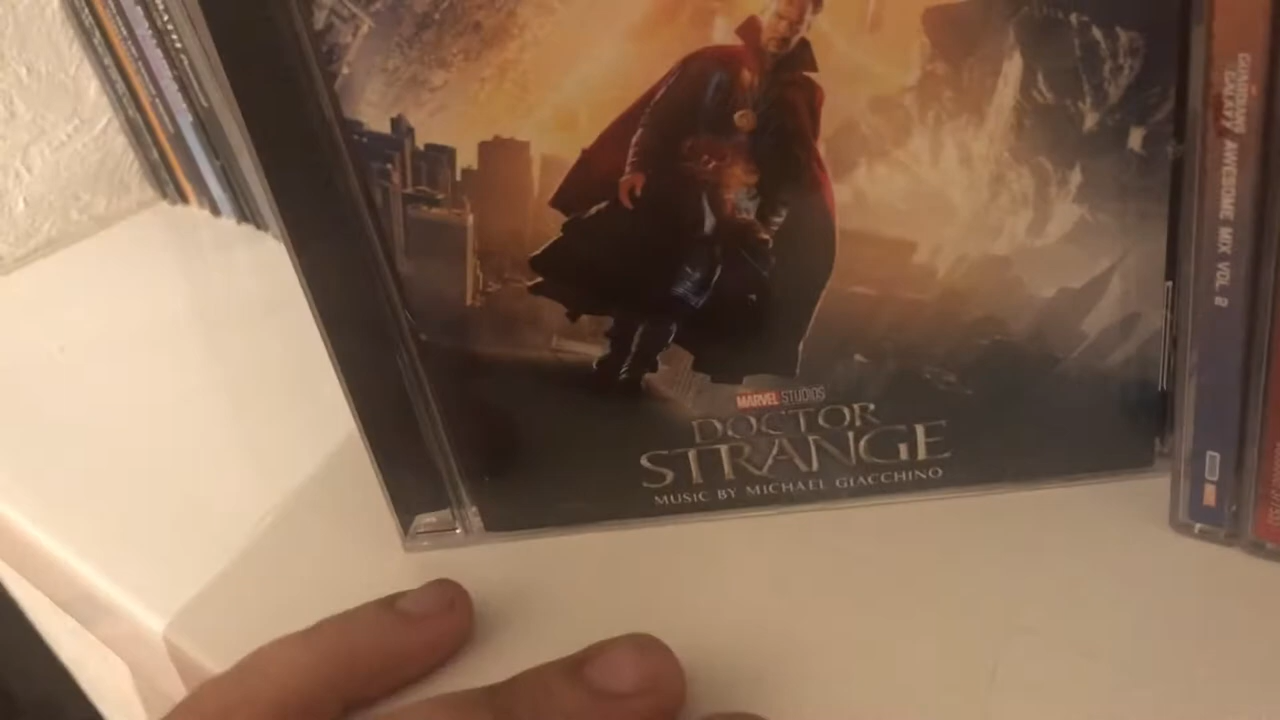 MARVEL STUDIOS
DOCTOR
STRANGE
MUSIC BY MICHAEL GIACCHINO
AWESOME MIX VOL. 2